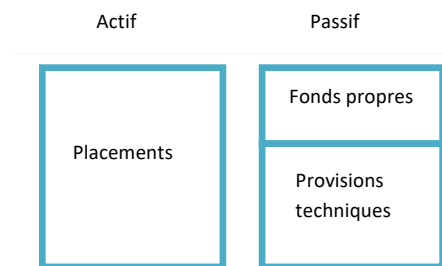 Actif
Passif
Placements
Fonds propres
Provisions
techniques